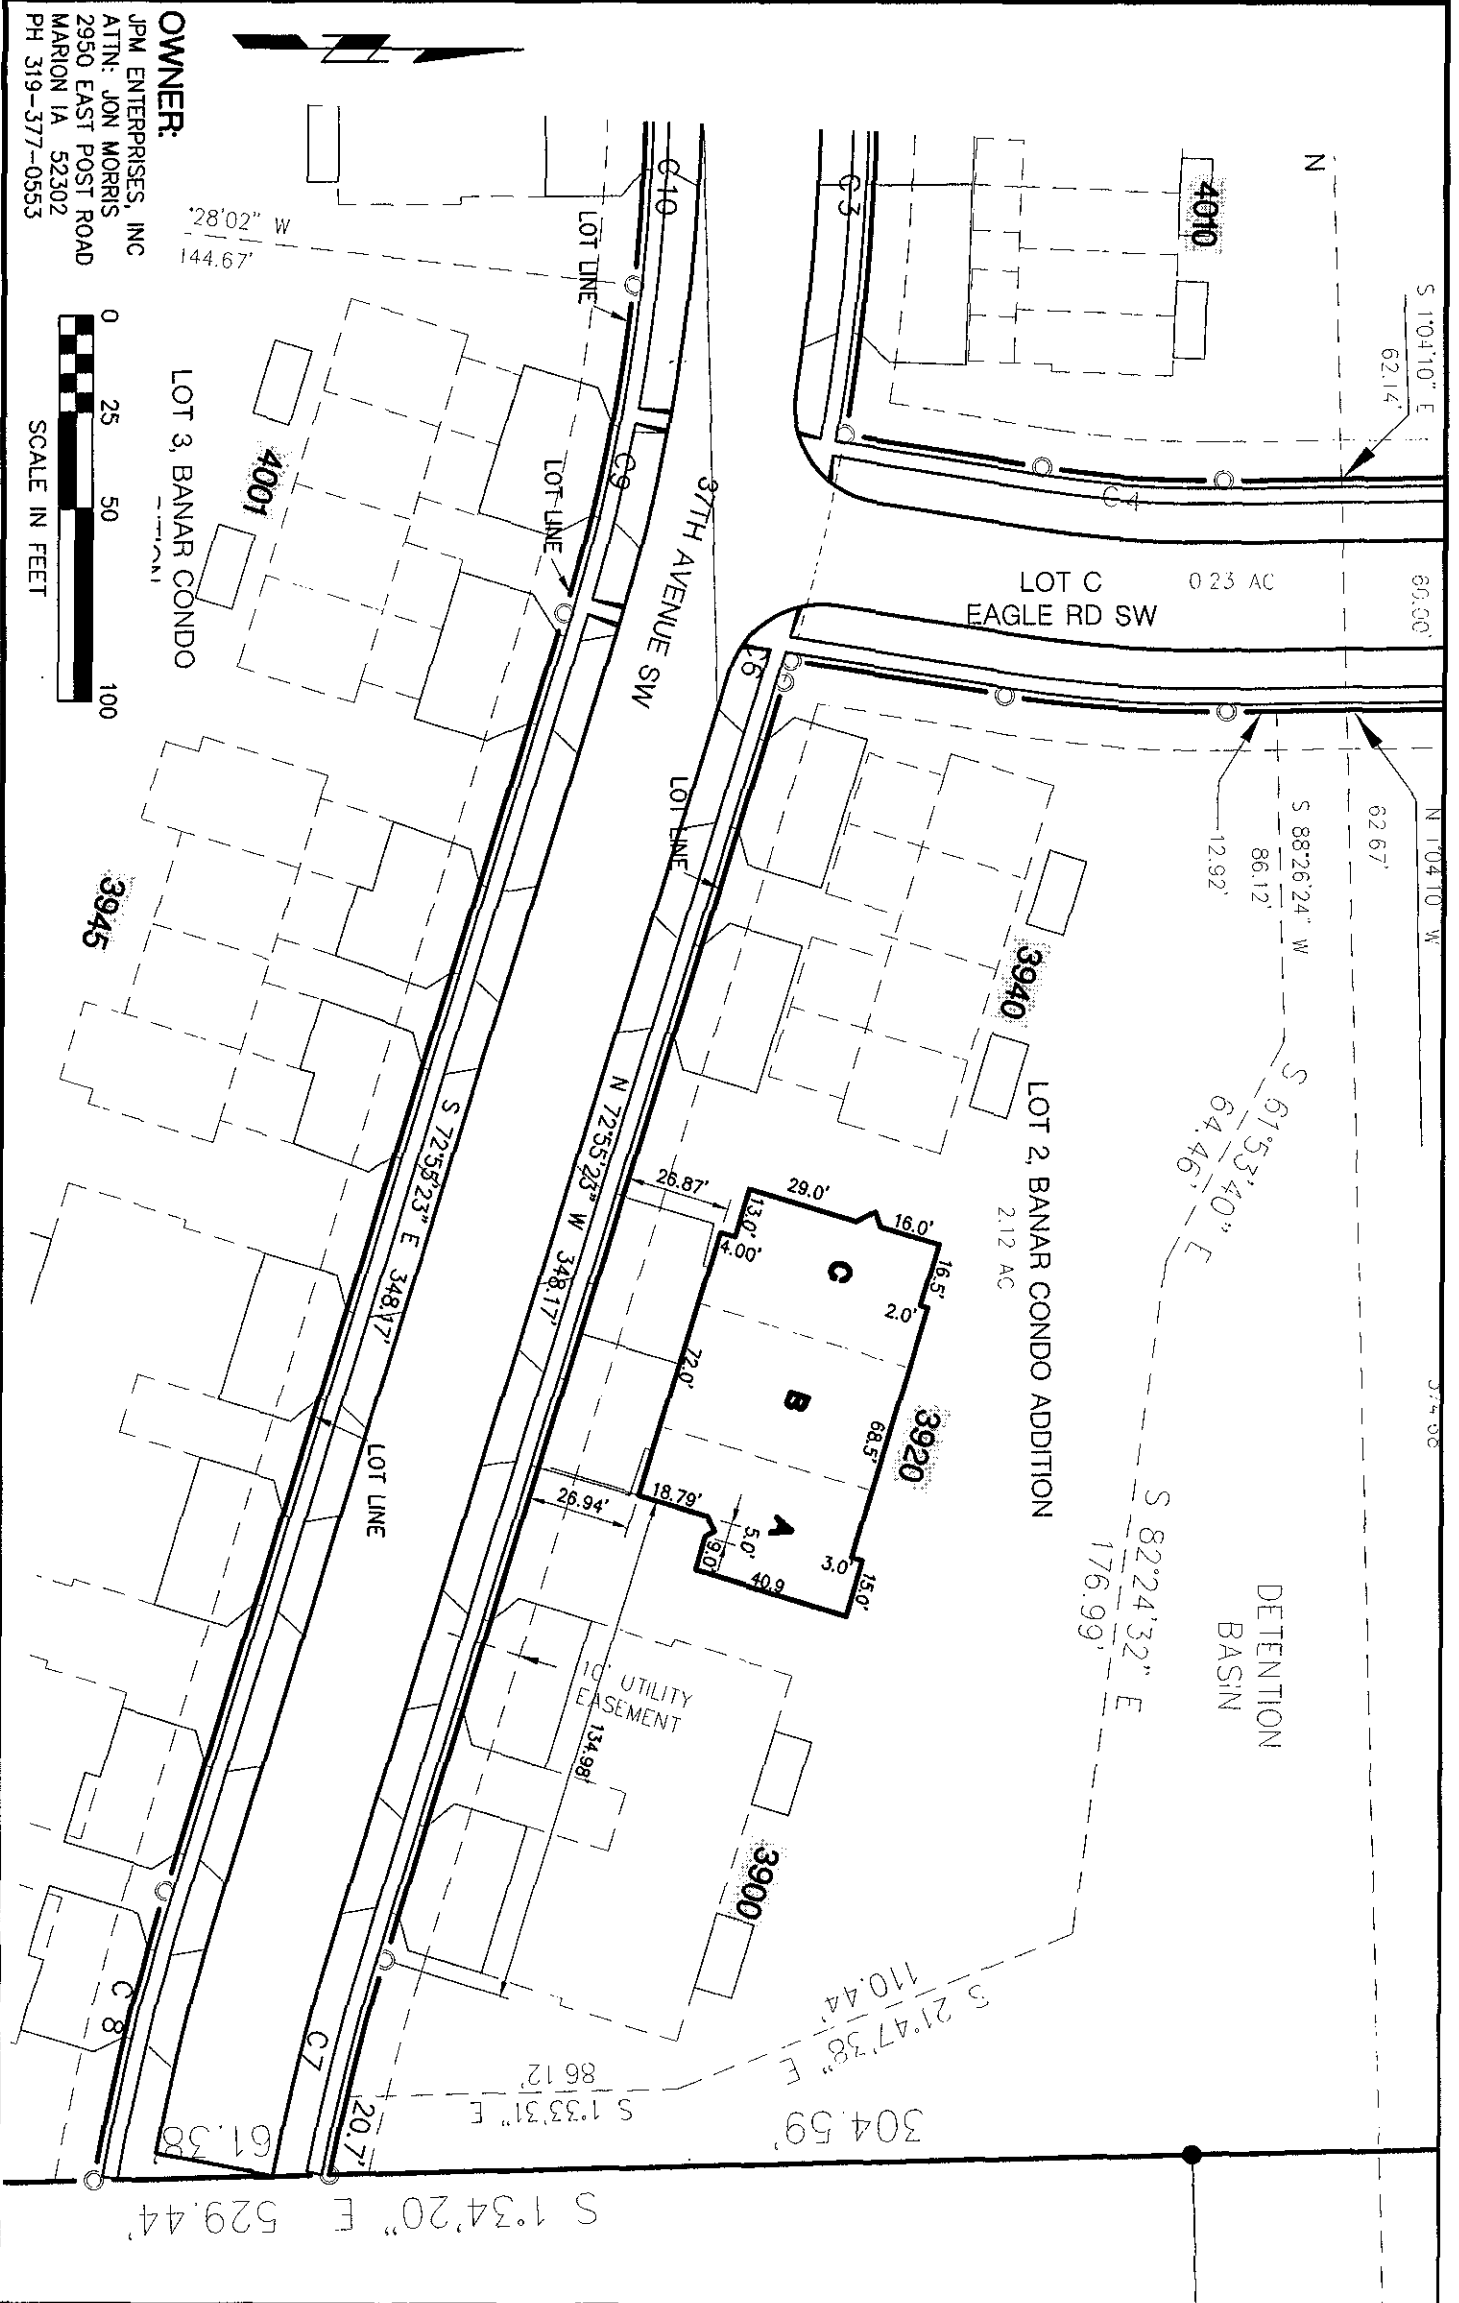 OWNER:
JPM ENTERPRISES, INC
ATTN: JON MORRIS
2950 EAST POST ROAD
MARION IA 52302
PH 319-377-0553
0 25 50 100
SCALE IN FEET
LOT 3, BANAR CONDO
28'02" W
144.67'
4001
3945
LOT LINE
LOT LINE
C 10
C9
37TH AVENUE SW
C 3
4010
N
S 1°04'10" E
62.14'
C 4
LOT C
EAGLE RD SW
0 23 AC
60.00'
N 1°04'10" W
62 67'
S 88°26'24" W
86.12'
12.92'
LOT LINE
3940
LOT 2, BANAR CONDO ADDITION
2.12 AC
S 61°53'40" E
64.46'
S 82°24'32" E
176.99'
DETENTION
BASIN
N 72°55'23" W 348.17'
S 72°55'23" E 348.17'
LOT LINE
26.87'
13.0'
4.00'
29.0'
16.0'
16.5'
2.0'
C
B
A
72.0'
68.5'
3920
18.79'
5.0'
9.0'
40.9
3.0'
15.0'
26.94'
10' UTILITY
EASEMENT
134.98'
3900
S 21°47'38" E
110.44'
S 1°33'31" E
86 12'
304.59'
20.7'
C7
C 8
61.38
S 1°34'20" E 529.44'